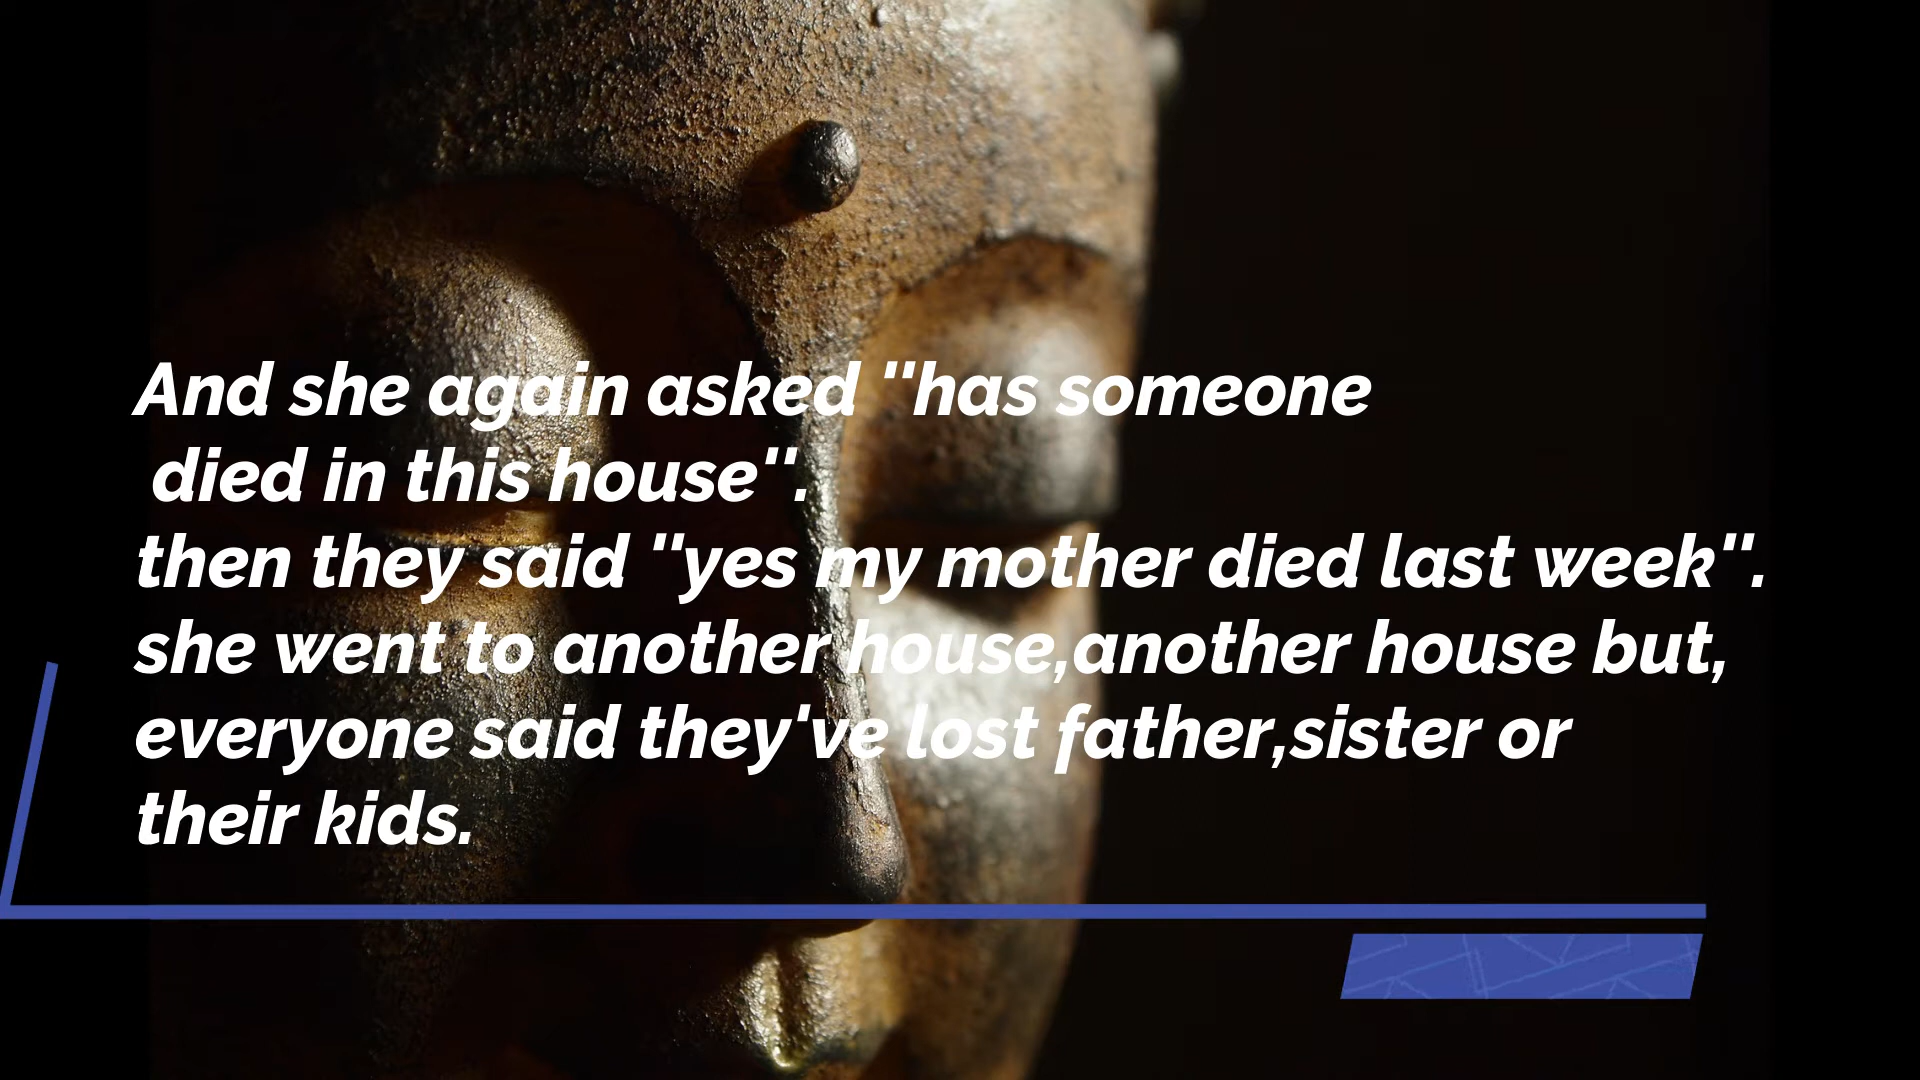 And she again asked "has someone
died in this house".
then they said "yes my mother died last week".
she went to another house,another house but,
everyone said they've lost father,sister or
their kids.